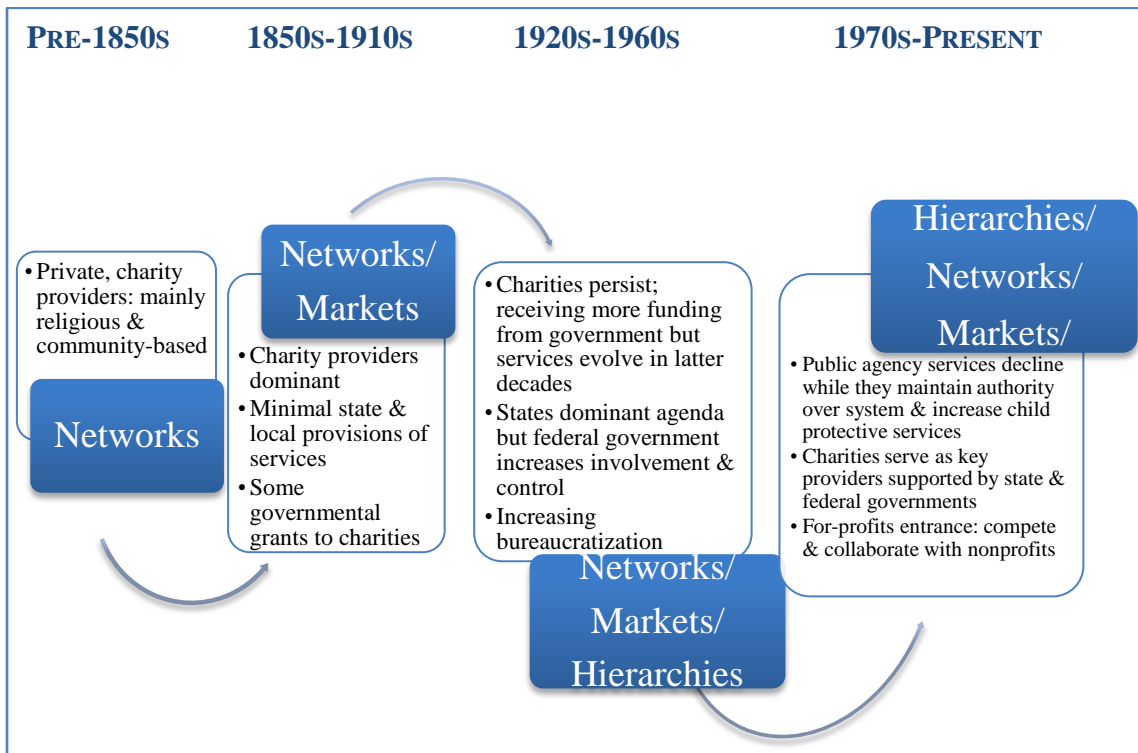 PRE-1850S
1850S-1910S
1920S-1960S
1970S-PRESENT
• Private, charity
providers: mainly
religious &
community-based
Networks
Networks/
Markets
• Charity providers
dominant
• Minimal state &
local provisions of
services
• Some
governmental
grants to charities
• Charities persist;
receiving more funding
from government but
services evolve in latter
decades
• States dominant agenda
but federal government
increases involvement &
control
• Increasing
bureaucratization
Networks/
Markets/
Hierarchies
Hierarchies/
Networks/
Markets/
• Public agency services decline
while they maintain authority
over system & increase child
protective services
• Charities serve as key
providers supported by state &
federal governments
• For-profits entrance: compete
& collaborate with nonprofits